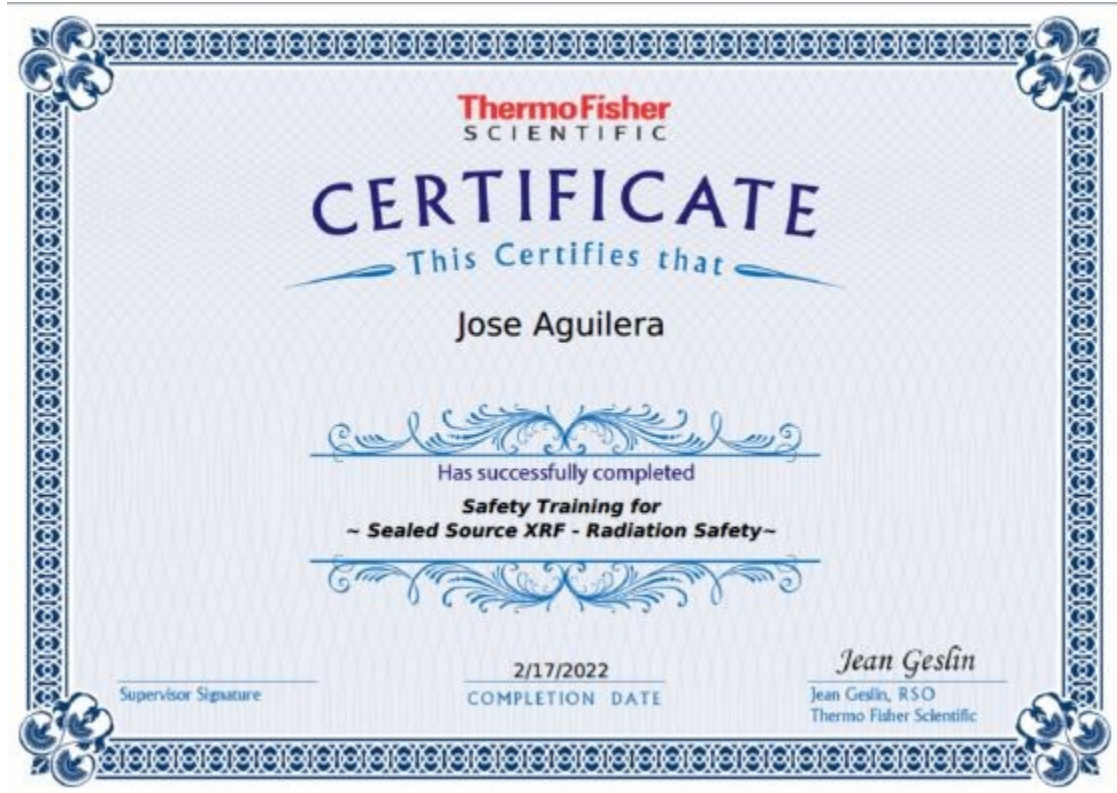 ThermoFisher
SCIENTIFIC
CERTIFICATE
This Certifies that
Jose Aguilera
Has successfully completed
Safety Training for
~ Sealed Source XRF - Radiation Safety~
Jean Geslin
2/17/2022
Supervisor Signature
COMPLETION DATE
Jean Geslin, RSO
Thermo Fisher Scientific